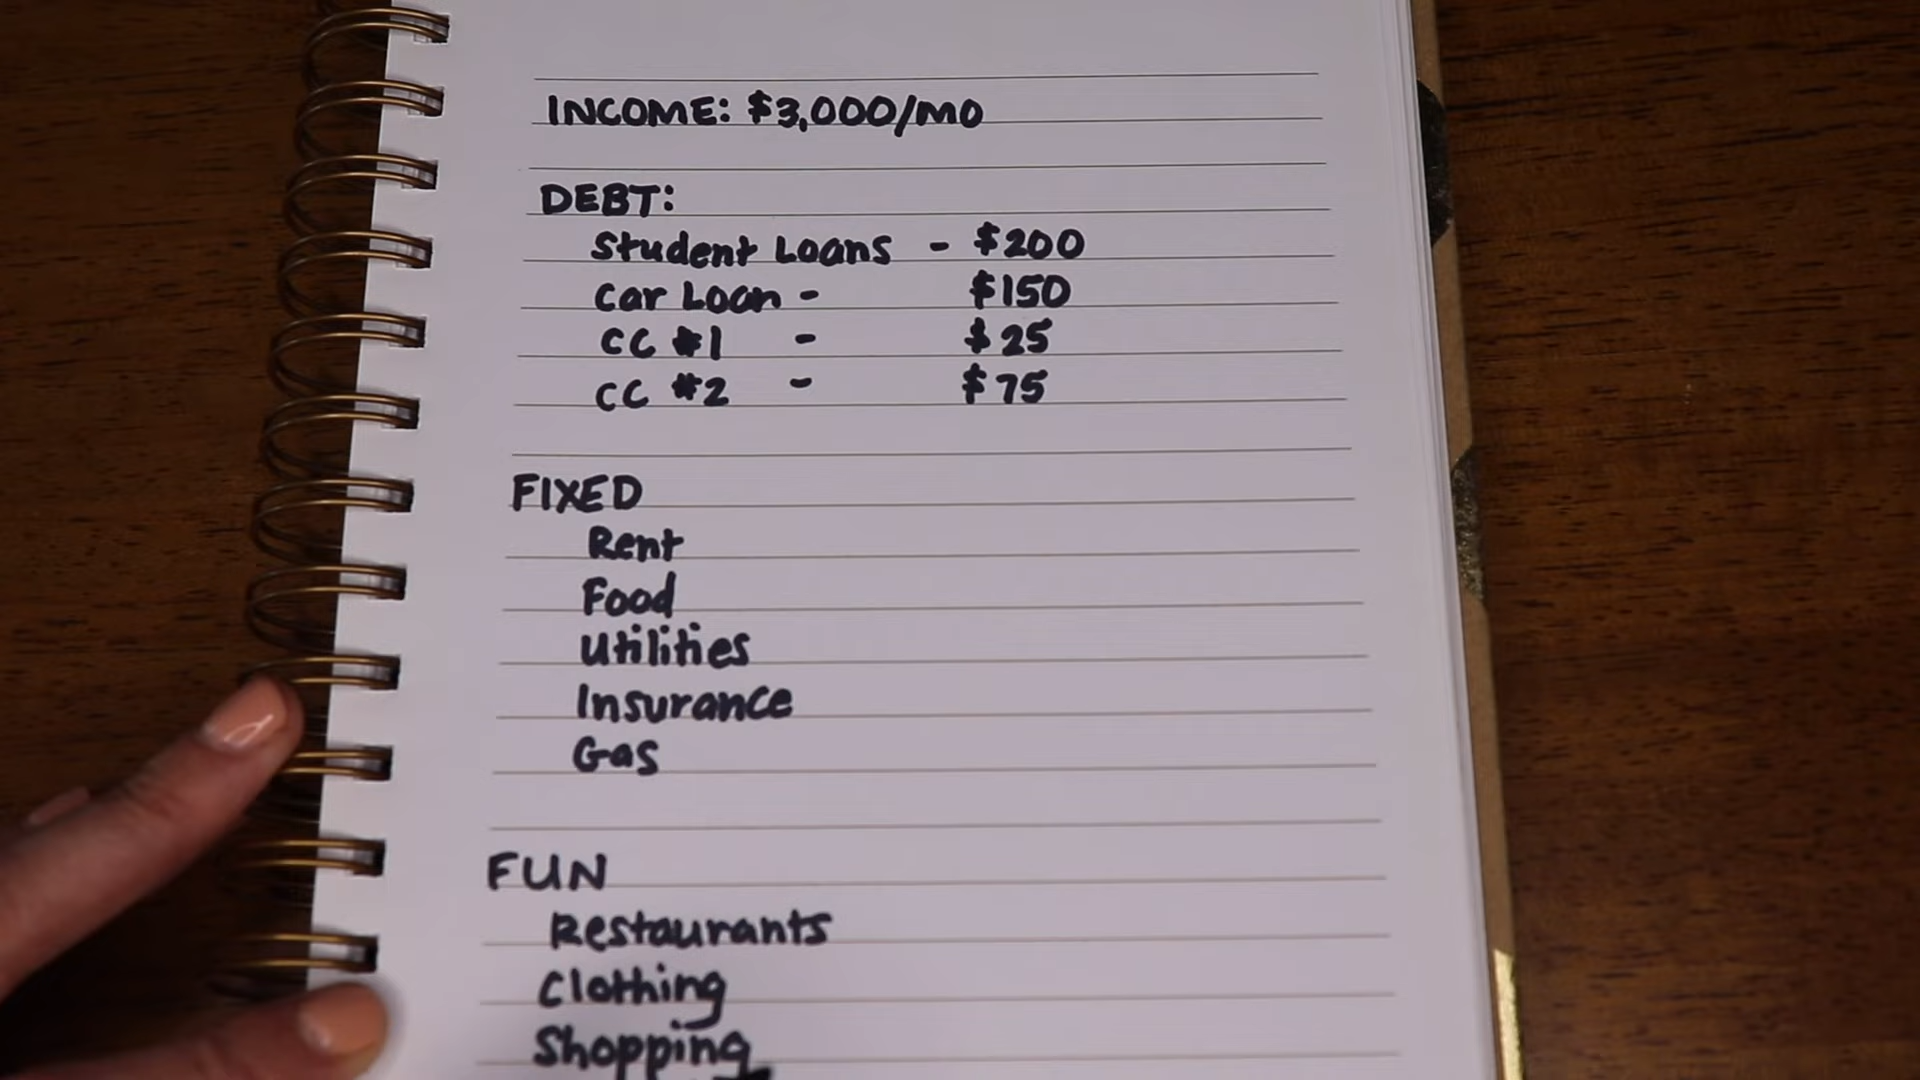 INCOME: $3,000/MO
DEBT:
Student Loans - $200
Car Loan - $150
CC #1 - $25
CC #2 - $75
FIXED
Rent
Food
Utilities
Insurance
Gas
FUN
Restaurants
Clothing
Shopping